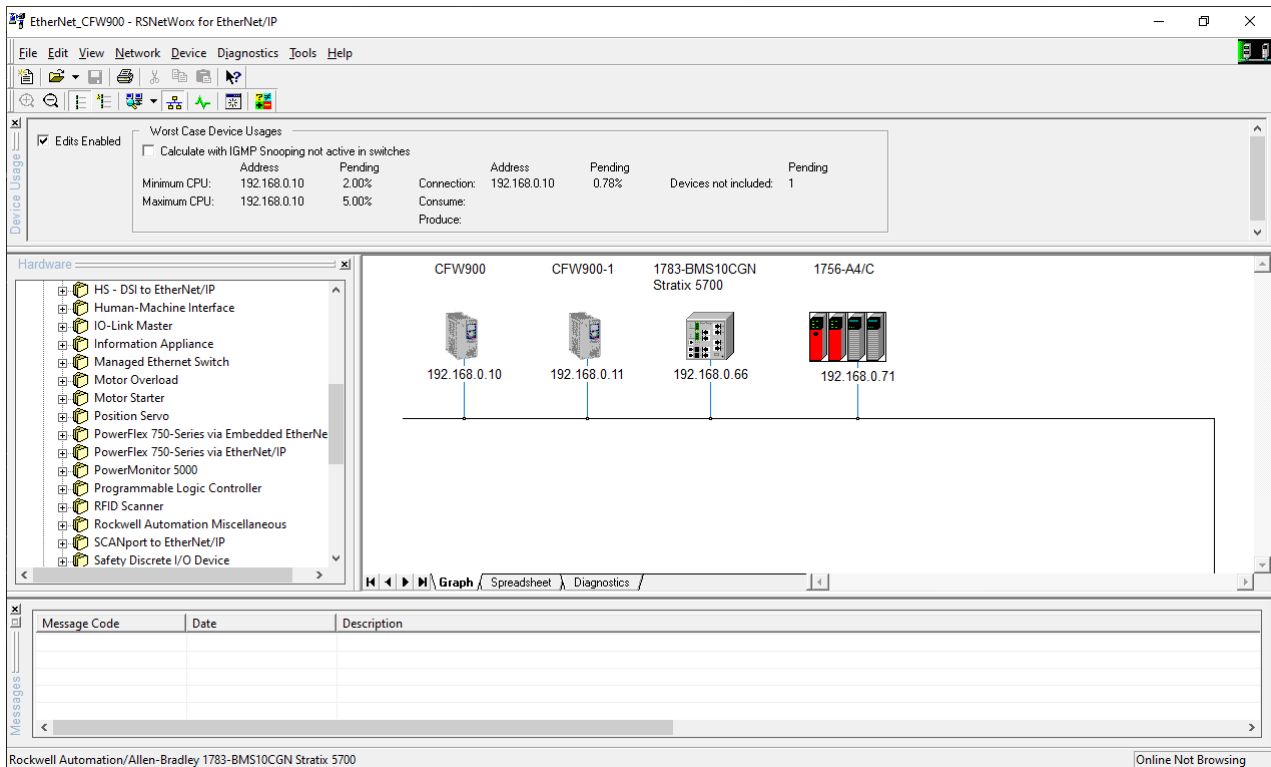 EtherNet_CFW900 - RSNetWorx for EtherNet/IP
File Edit View Network Device Diagnostics Tools Help
Device Usage
Edits Enabled
Worst Case Device Usages
Calculate with IGMP Snooping not active in switches
Address Pending Address Pending Pending
Minimum CPU: 192.168.0.10 2.00% Connection: 192.168.0.10 0.78% Devices not included: 1
Maximum CPU: 192.168.0.10 5.00% Consume:
Produce:
Hardware
HS - DSI to EtherNet/IP
Human-Machine Interface
IO-Link Master
Information Appliance
Managed Ethernet Switch
Motor Overload
Motor Starter
Position Servo
PowerFlex 750-Series via Embedded EtherNe
PowerFlex 750-Series via EtherNet/IP
PowerMonitor 5000
Programmable Logic Controller
RFID Scanner
Rockwell Automation Miscellaneous
SCANport to EtherNet/IP
Safety Discrete I/O Device
CFW900 CFW900-1 1783-BMS10CGN 1756-A4/C
Stratix 5700
192.168.0.10 192.168.0.11 192.168.0.66 192.168.0.71
Graph Spreadsheet Diagnostics
Messages
Message Code Date Description
Rockwell Automation/Allen-Bradley 1783-BMS10CGN Stratix 5700 Online Not Browsing